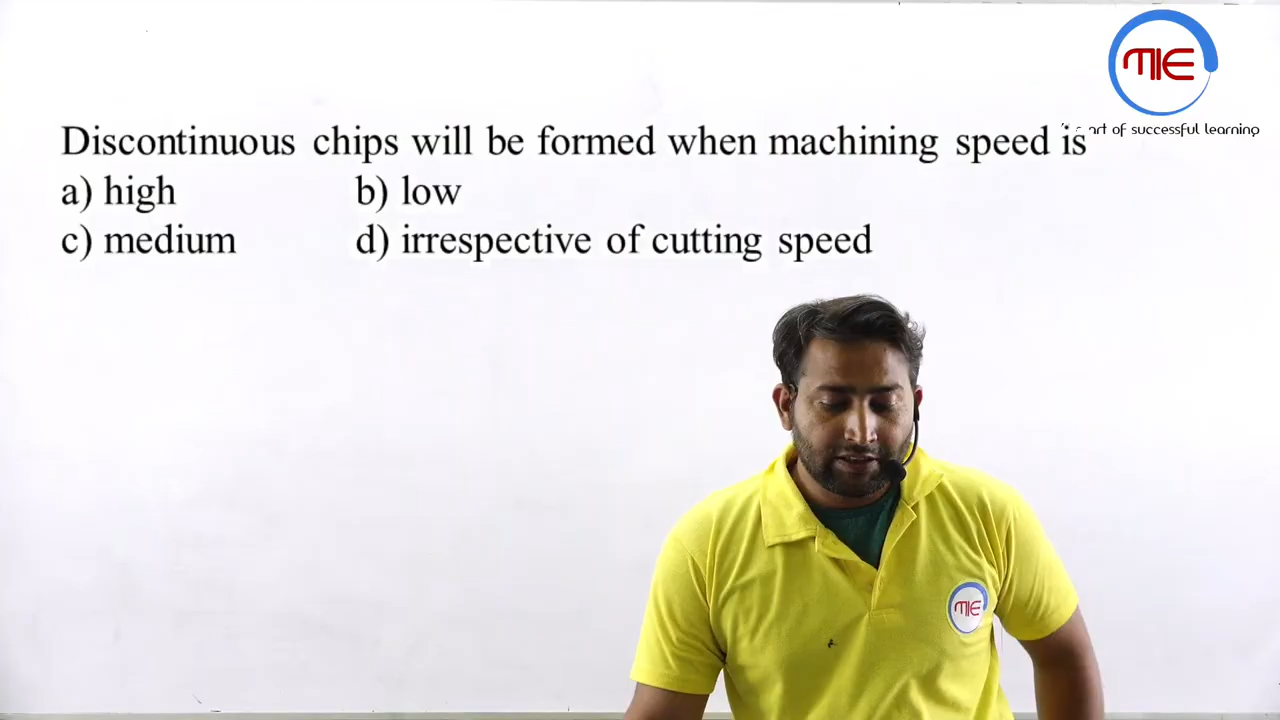 MIE
art of successful learning
Discontinuous chips will be formed when machining speed is
a) high b) low
c) medium d) irrespective of cutting speed
MIE